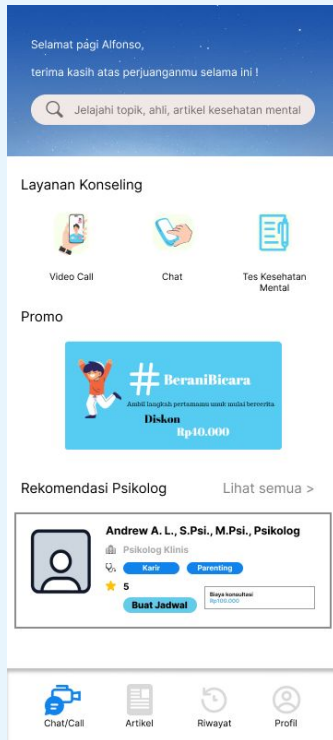 Selamat pagi Alfonso,
terima kasih atas perjuanganmu selama ini !
Jelajahi topik, ahli, artikel kesehatan mental
Layanan Konseling
Video Call
Chat
Tes Kesehatan
Mental
Promo
#BeraniBicara
Ambil langkah pertamamu untuk mulai bercerita
Diskon
Rp40.000
Rekomendasi Psikolog
Lihat semua >
Andrew A. L., S.Psi., M.Psi., Psikolog
Psikolog Klinis
Karir
Parenting
5
Buat Jadwal
Biaya konsultasi
Rp100.000
Chat/Call
Artikel
Riwayat
Profil